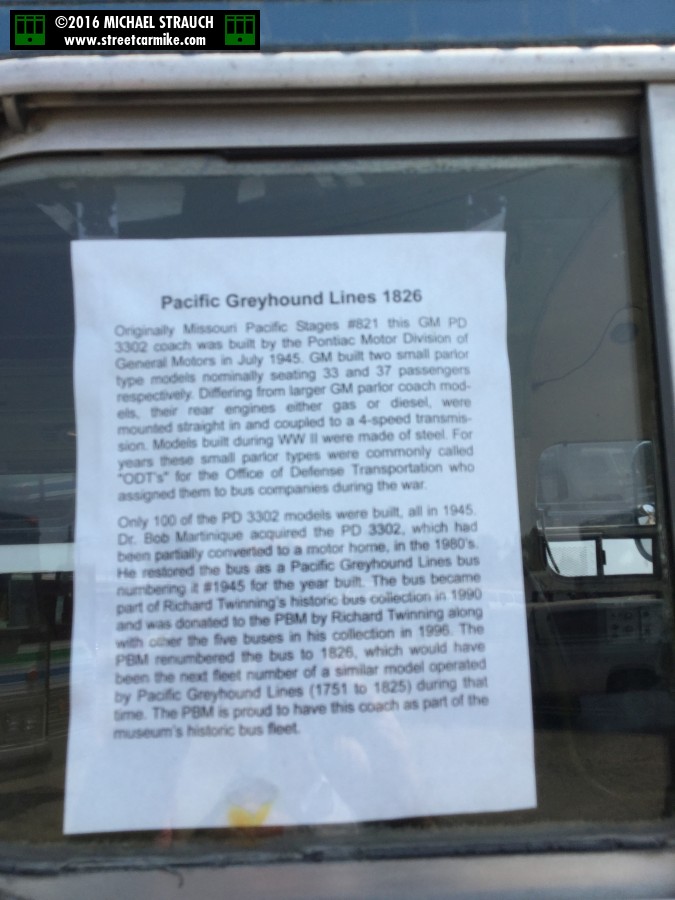 ©2016 MICHAEL STRAUCH
www.streetcarmike.com
Pacific Greyhound Lines 1826
Originally Missouri Pacific Stages #821 this GM PD
3302 coach was built by the Pontiac Motor Division of
General Motors in July 1945. GM built two small parlor
type models nominally seating 33 and 37 passengers
respectively. Differing from larger GM parlor coach mod-
els, their rear engines either gas or diesel, were
mounted straight in and coupled to a 4-speed transmis-
sion. Models built during WW II were made of steel. For
years these small parlor types were commonly called
"ODT's" for the Office of Defense Transportation who
assigned them to bus companies during the war.
Only 100 of the PD 3302 models were built, all in 1945.
Dr. Bob Martinique acquired the PD 3302, which had
been partially converted to a motor home, in the 1980's.
He restored the bus as a Pacific Greyhound Lines bus
numbering it #1945 for the year built. The bus became
part of Richard Twinning's historic bus collection in 1990
and was donated to the PBM by Richard Twinning along
with other the five buses in his collection in 1996. The
PBM renumbered the bus to 1826, which would have
been the next fleet number of a similar model operated
by Pacific Greyhound Lines (1751 to 1825) during that
time. The PBM is proud to have this coach as part of the
museum's historic bus fleet.